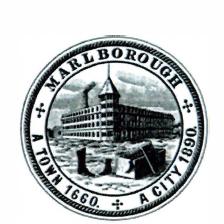 MARLBOROUGH
A TOWN 1660.
A CITY 1890.